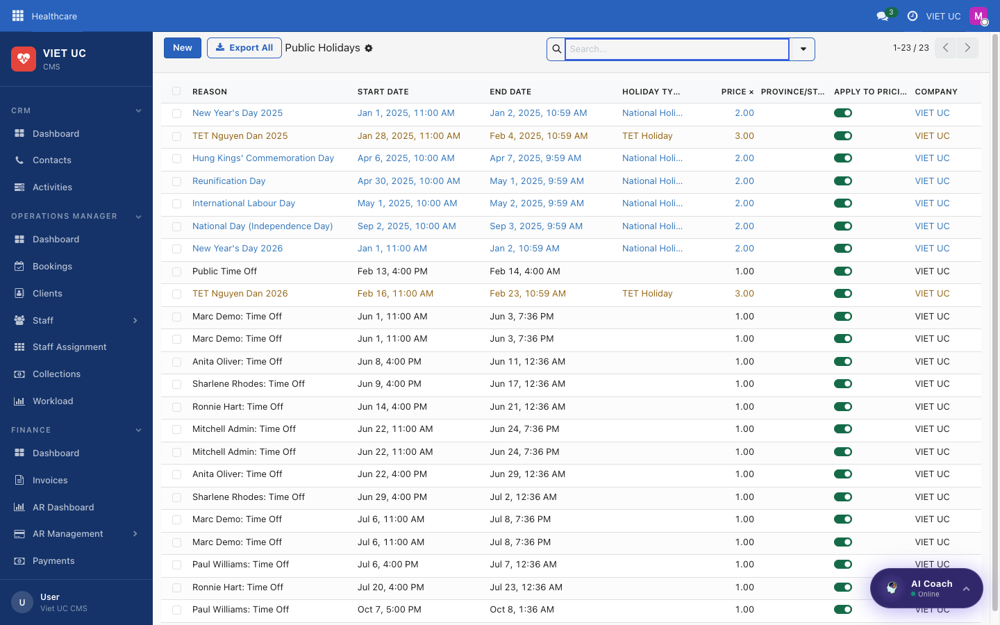 Healthcare
3
VIET UC
M
VIET UC
CMS
CRM
Dashboard
Contacts
Activities
OPERATIONS MANAGER
Dashboard
Bookings
Clients
Staff
Staff Assignment
Collections
Workload
FINANCE
Dashboard
Invoices
AR Dashboard
AR Management
Payments
U
User
Viet UC CMS
New
Export All
Public Holidays
Search...
1-23 / 23
REASON START DATE END DATE HOLIDAY TY... PRICE × PROVINCE/ST... APPLY TO PRICI... COMPANY
New Year's Day 2025 Jan 1, 2025, 11:00 AM Jan 2, 2025, 10:59 AM National Holi... 2.00 VIET UC
TET Nguyen Dan 2025 Jan 28, 2025, 11:00 AM Feb 4, 2025, 10:59 AM TET Holiday 3.00 VIET UC
Hung Kings' Commemoration Day Apr 6, 2025, 10:00 AM Apr 7, 2025, 9:59 AM National Holi... 2.00 VIET UC
Reunification Day Apr 30, 2025, 10:00 AM May 1, 2025, 9:59 AM National Holi... 2.00 VIET UC
International Labour Day May 1, 2025, 10:00 AM May 2, 2025, 9:59 AM National Holi... 2.00 VIET UC
National Day (Independence Day) Sep 2, 2025, 10:00 AM Sep 3, 2025, 9:59 AM National Holi... 2.00 VIET UC
New Year's Day 2026 Jan 1, 11:00 AM Jan 2, 10:59 AM National Holi... 2.00 VIET UC
Public Time Off Feb 13, 4:00 PM Feb 14, 4:00 AM 1.00 VIET UC
TET Nguyen Dan 2026 Feb 16, 11:00 AM Feb 23, 10:59 AM TET Holiday 3.00 VIET UC
Marc Demo: Time Off Jun 1, 11:00 AM Jun 3, 7:36 PM 1.00 VIET UC
Marc Demo: Time Off Jun 1, 11:00 AM Jun 3, 7:36 PM 1.00 VIET UC
Anita Oliver: Time Off Jun 8, 4:00 PM Jun 11, 12:36 AM 1.00 VIET UC
Sharlene Rhodes: Time Off Jun 9, 4:00 PM Jun 17, 12:36 AM 1.00 VIET UC
Ronnie Hart: Time Off Jun 14, 4:00 PM Jun 21, 12:36 AM 1.00 VIET UC
Mitchell Admin: Time Off Jun 22, 11:00 AM Jun 24, 7:36 PM 1.00 VIET UC
Mitchell Admin: Time Off Jun 22, 11:00 AM Jun 24, 7:36 PM 1.00 VIET UC
Anita Oliver: Time Off Jun 22, 4:00 PM Jun 29, 12:36 AM 1.00 VIET UC
Sharlene Rhodes: Time Off Jun 29, 4:00 PM Jul 2, 12:36 AM 1.00 VIET UC
Marc Demo: Time Off Jul 6, 11:00 AM Jul 8, 7:36 PM 1.00 VIET UC
Marc Demo: Time Off Jul 6, 11:00 AM Jul 8, 7:36 PM 1.00 VIET UC
Paul Williams: Time Off Jul 6, 4:00 PM Jul 7, 12:36 AM 1.00 VIET UC
Ronnie Hart: Time Off Jul 20, 4:00 PM Jul 23, 12:36 AM 1.00
Paul Williams: Time Off Oct 7, 5:00 PM Oct 8, 1:36 AM 1.00 VIET UC
AI Coach
Online